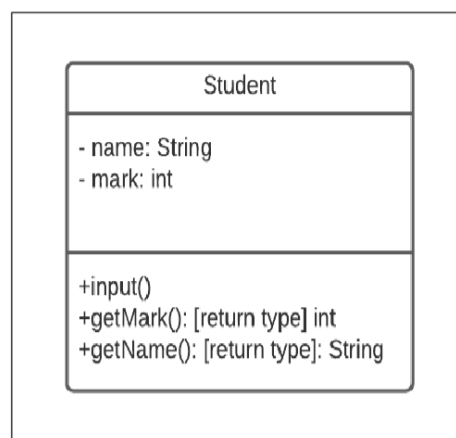 Student
- name: String
- mark: int
+input()
+getMark(): [return type] int
+getName(): [return type]: String